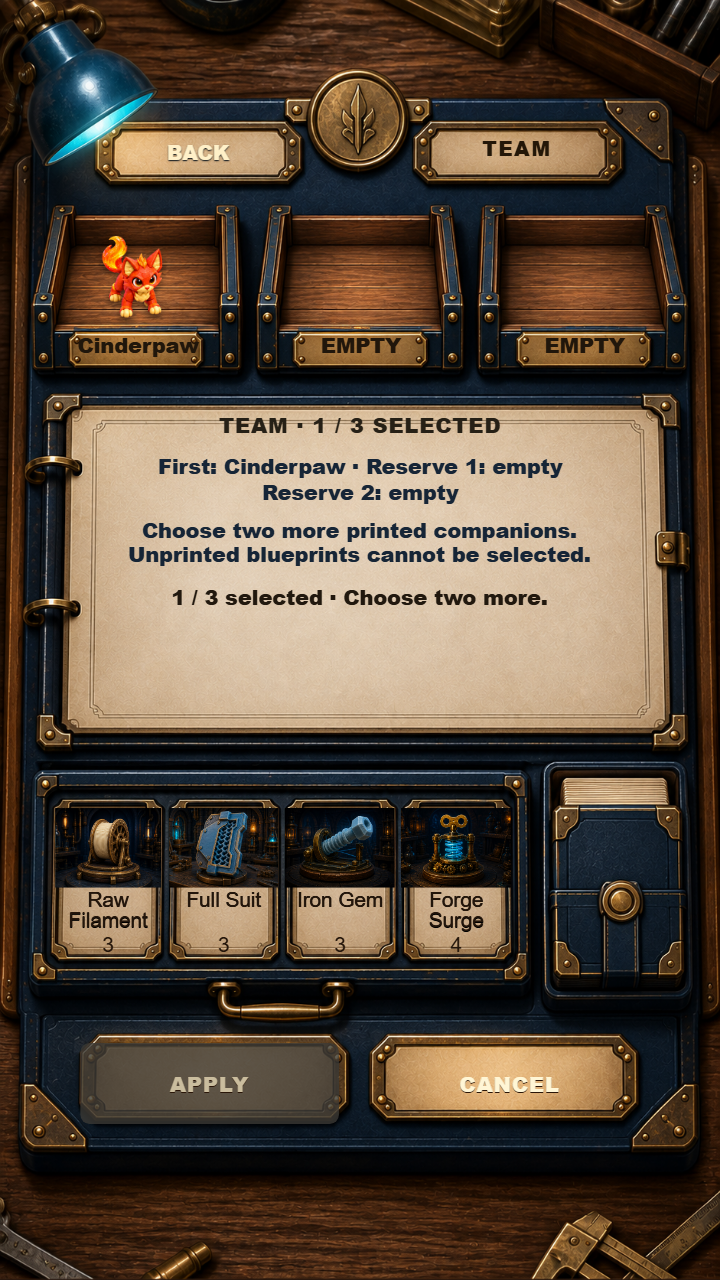 BACK
TEAM
Cinderpaw
EMPTY
EMPTY
TEAM · 1 / 3 SELECTED
First: Cinderpaw · Reserve 1: empty
Reserve 2: empty
Choose two more printed companions.
Unprinted blueprints cannot be selected.
1 / 3 selected · Choose two more.
Raw
Filament
3
Full Suit
3
Iron Gem
3
Forge
Surge
4
APPLY
CANCEL